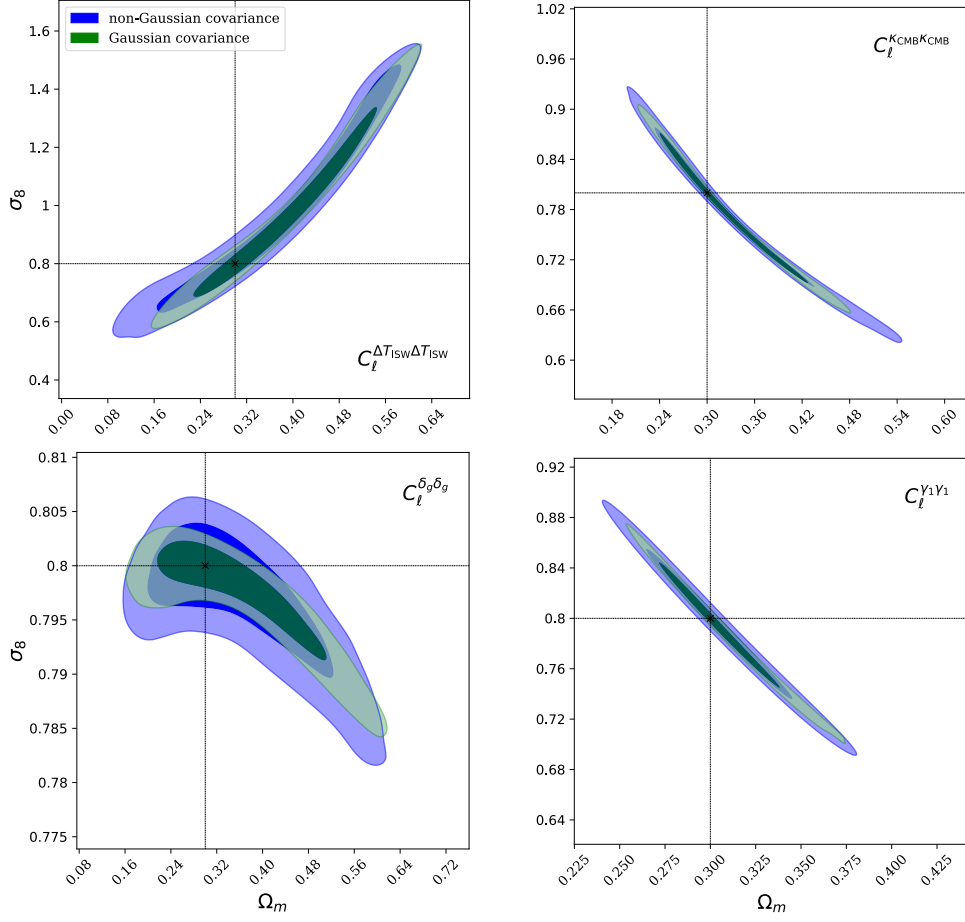 non-Gaussian covariance
Gaussian covariance
1.6
1.4
1.2
1
0.8
0.6
0.4
σ₈
0.00 0.08 0.16 0.24 0.32 0.40 0.48 0.56 0.64
C_ℓ^{ΔT_ISW ΔT_ISW}
1.02
0.96
0.9
0.84
0.78
0.72
0.66
0.6
0.18 0.24 0.30 0.36 0.42 0.48 0.54 0.60
C_ℓ^{κ_CMB κ_CMB}
0.81
0.805
0.8
0.795
0.79
0.785
0.78
0.775
σ₈
0.08 0.16 0.24 0.32 0.40 0.48 0.56 0.64 0.72
Ω_m
C_ℓ^{δ_g δ_g}
0.92
0.88
0.84
0.8
0.76
0.72
0.68
0.64
0.225 0.250 0.275 0.300 0.325 0.350 0.375 0.400 0.425
Ω_m
C_ℓ^{γ₁γ₁}